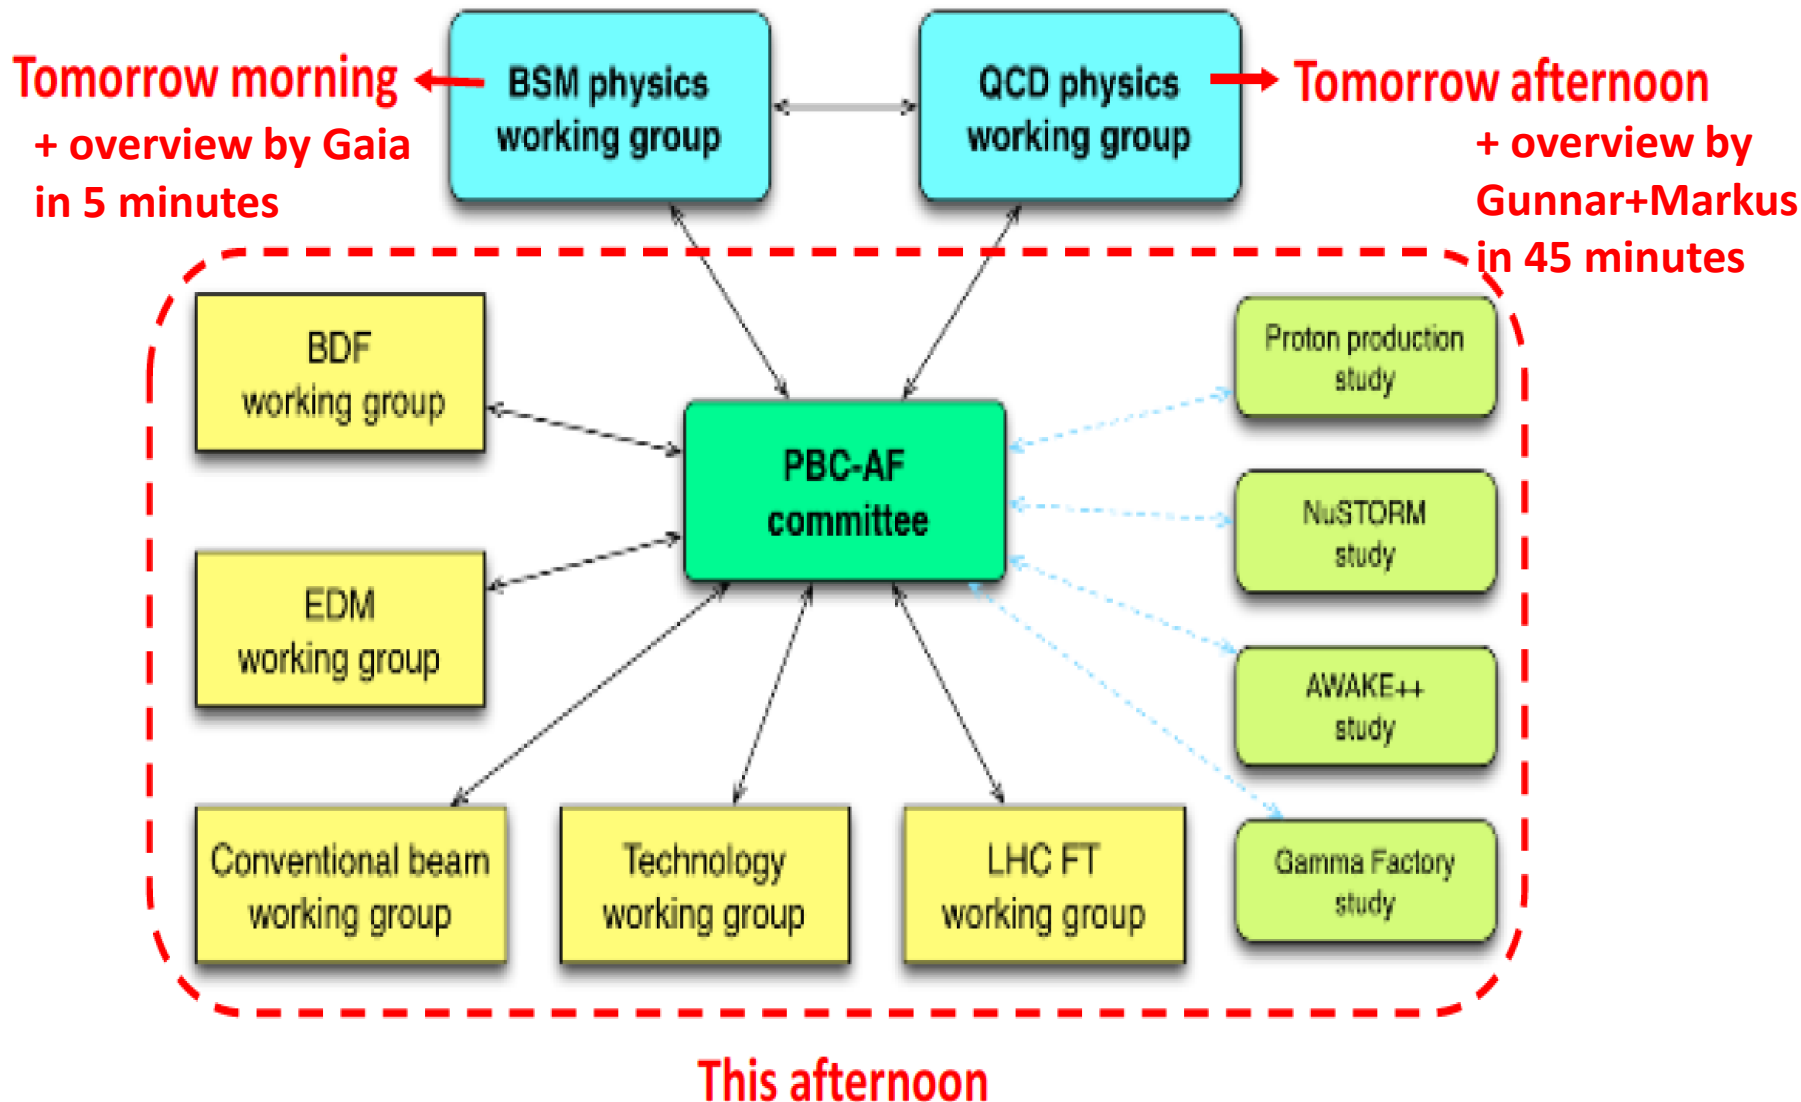 Tomorrow morning
+ overview by Gaia
in 5 minutes
BSM physics
working group
QCD physics
working group
Tomorrow afternoon
+ overview by
Gunnar+Markus
in 45 minutes
BDF
working group
EDM
working group
PBC-AF
committee
Proton production
study
NuSTORM
study
AWAKE++
study
Gamma Factory
study
Conventional beam
working group
Technology
working group
LHC FT
working group
This afternoon